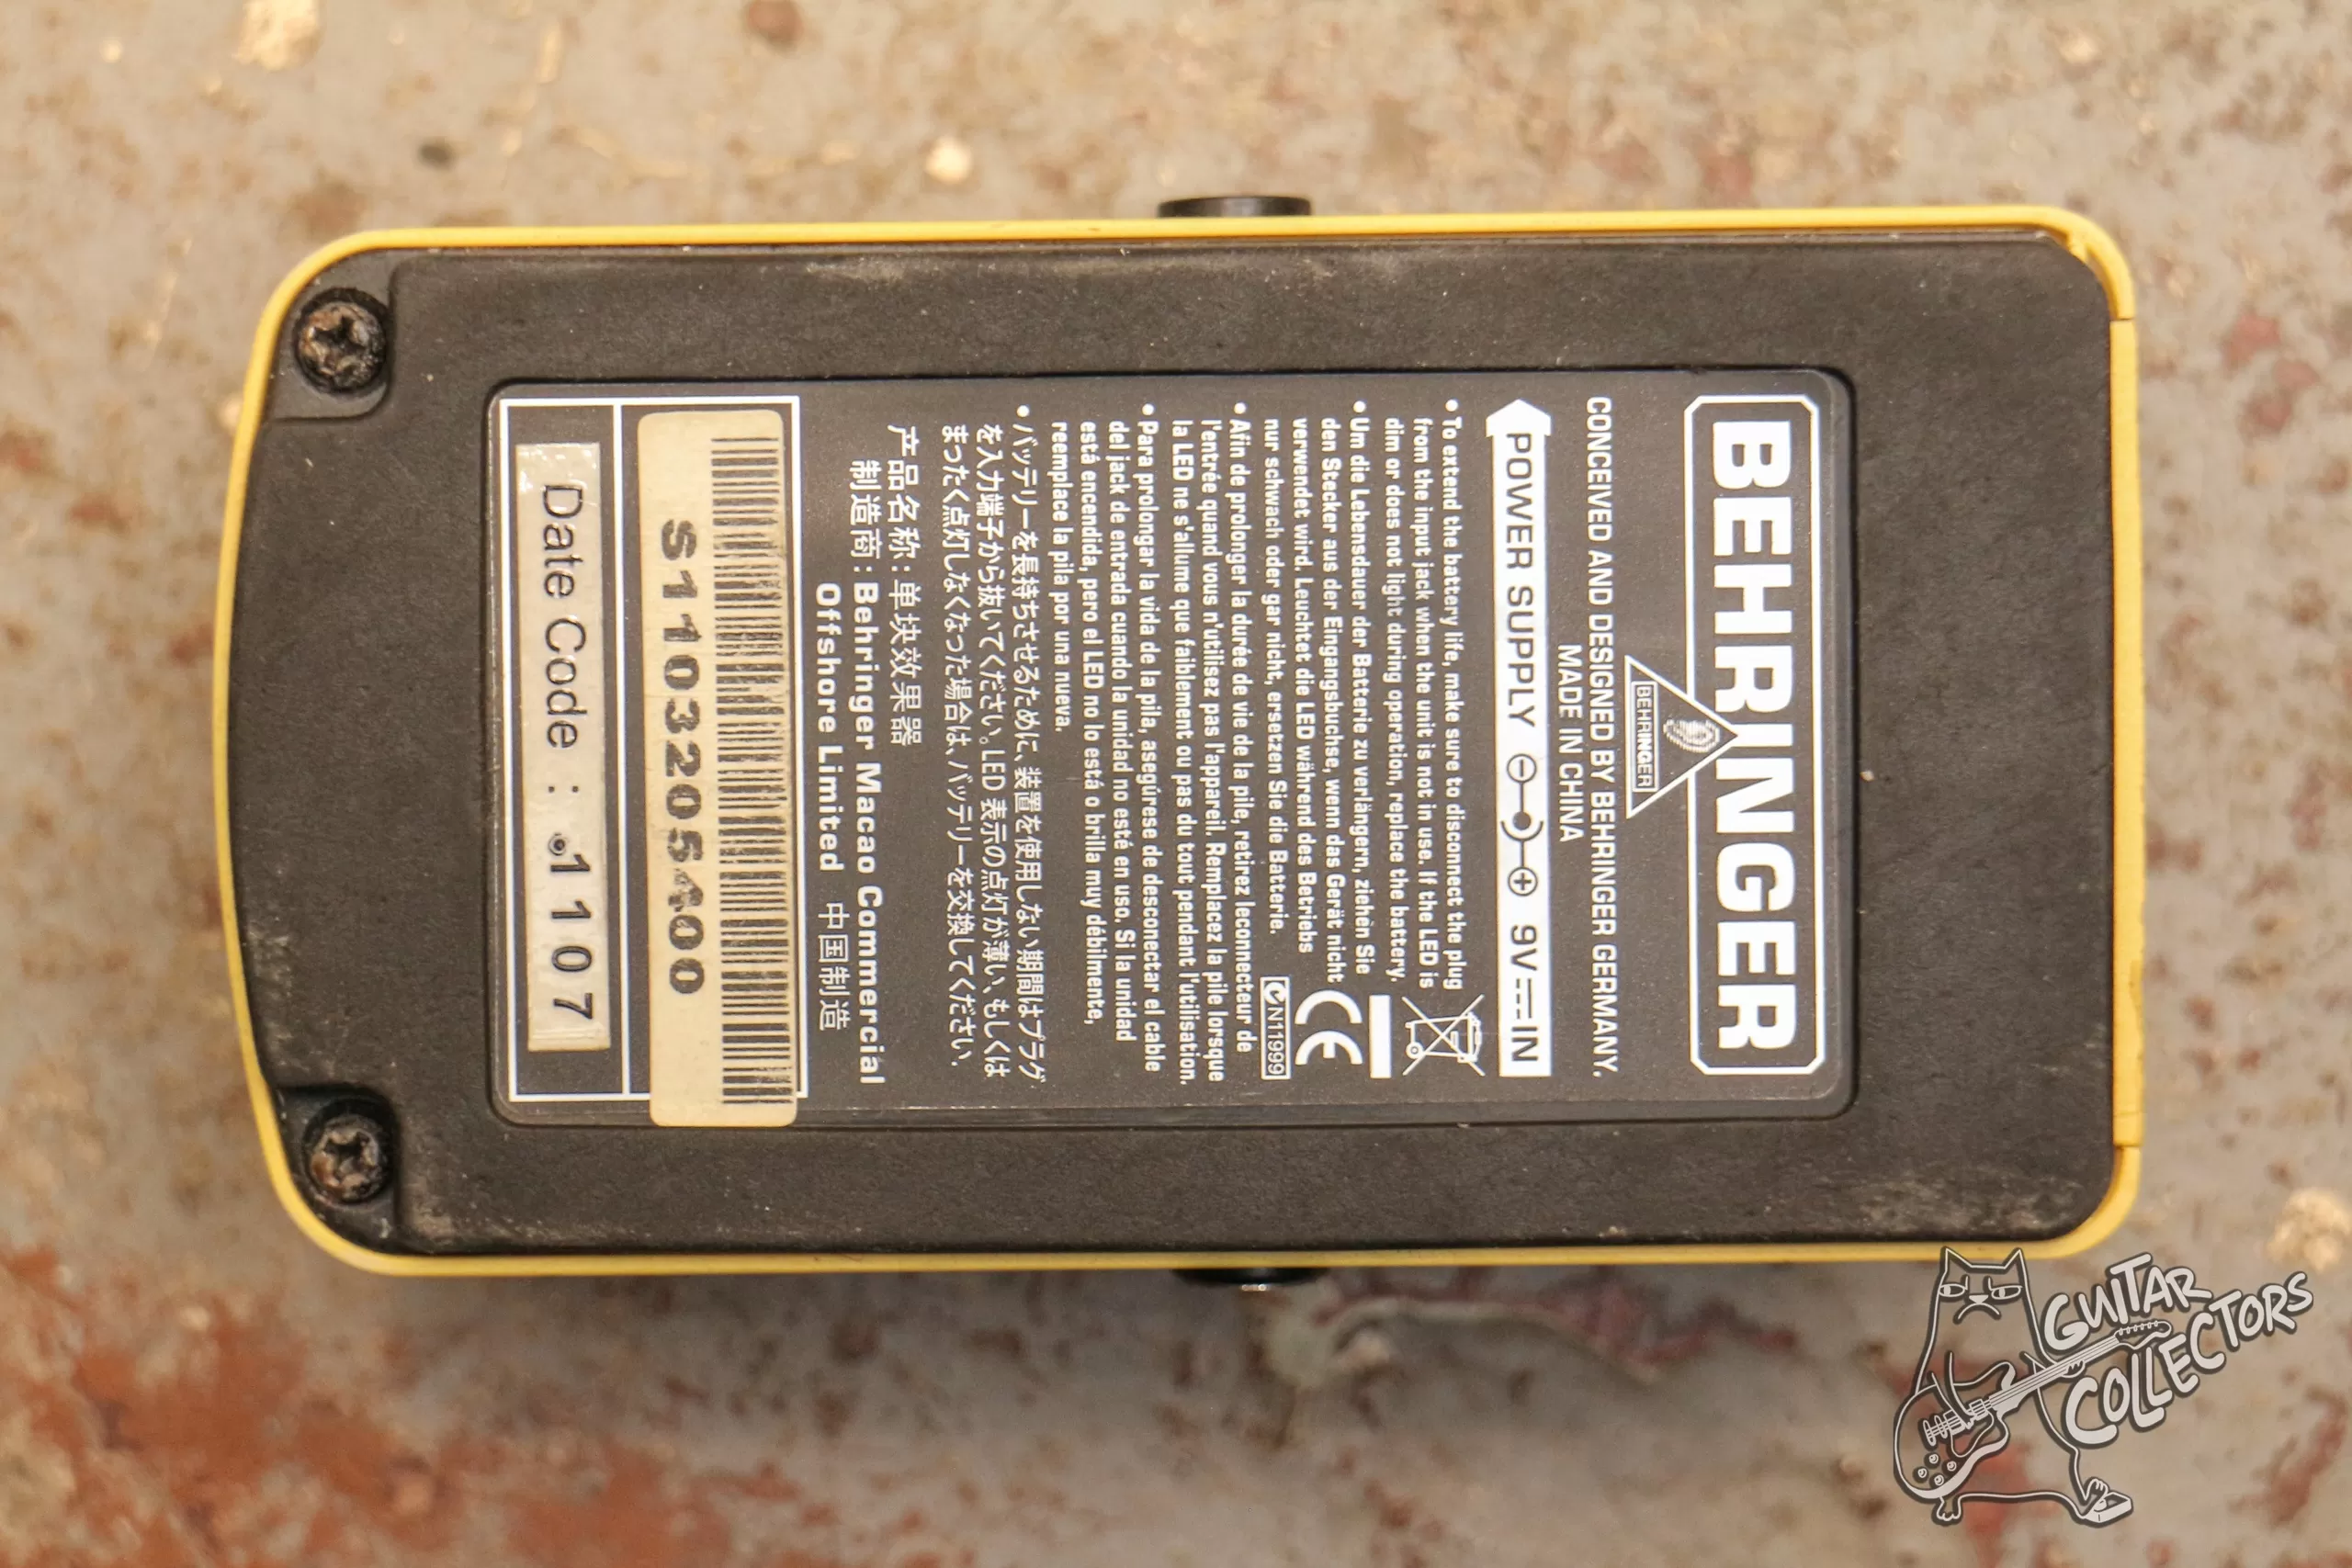 BEHRINGER
BEHRINGER
CONCEIVED AND DESIGNED BY BEHRINGER GERMANY.
MADE IN CHINA
POWER SUPPLY 9V IN
• To extend the battery life, make sure to disconnect the plug
from the input jack when the unit is not in use. If the LED is
dim or does not light during operation, replace the battery.
• Um die Lebensdauer der Batterie zu verlängern, ziehen Sie
den Stecker aus der Eingangsbuchse, wenn das Gerät nicht
verwendet wird. Leuchtet die LED während des Betriebs
nur schwach oder gar nicht, ersetzen Sie die Batterie.
CE
N11999
• Afin de prolonger la durée de vie de la pile, retirez leconnecteur de
l'entrée quand vous n'utilisez pas l'appareil. Remplacez la pile lorsque
la LED ne s'allume que faiblement ou pas du tout pendant l'utilisation.
• Para prolongar la vida de la pila, asegúrese de desconectar el cable
del jack de entrada cuando la unidad no esté en uso. Si la unidad
está encendida, pero el LED no lo está o brilla muy débilmente,
reemplace la pila por una nueva.
• バッテリーを長持ちさせるために、装置を使用しない期間はプラグ
を入力端子から抜いてください。LED 表示の点灯が薄い、もしくは
まったく点灯しなくなった場合は、バッテリーを交換してください.
产品名称: 单块效果器
制造商: Behringer Macao Commercial
Offshore Limited 中国制造
S1103205400
Date Code : 1107
GUITAR
COLLECTORS